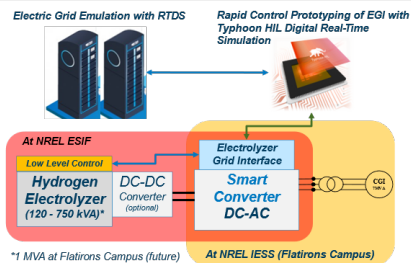 Electric Grid Emulation with RTDS
Rapid Control Prototyping of EGI with
Typhoon HIL Digital Real-Time
Simulation
At NREL ESIF
Low Level Control
Hydrogen
Electrolyzer
(120 - 750 kVA)*
DC-DC
Converter
(optional)
Electrolyzer
Grid Interface
Smart
Converter
DC-AC
CGI
7MVA
*1 MVA at Flatirons Campus (future)
At NREL IESS (Flatirons Campus)